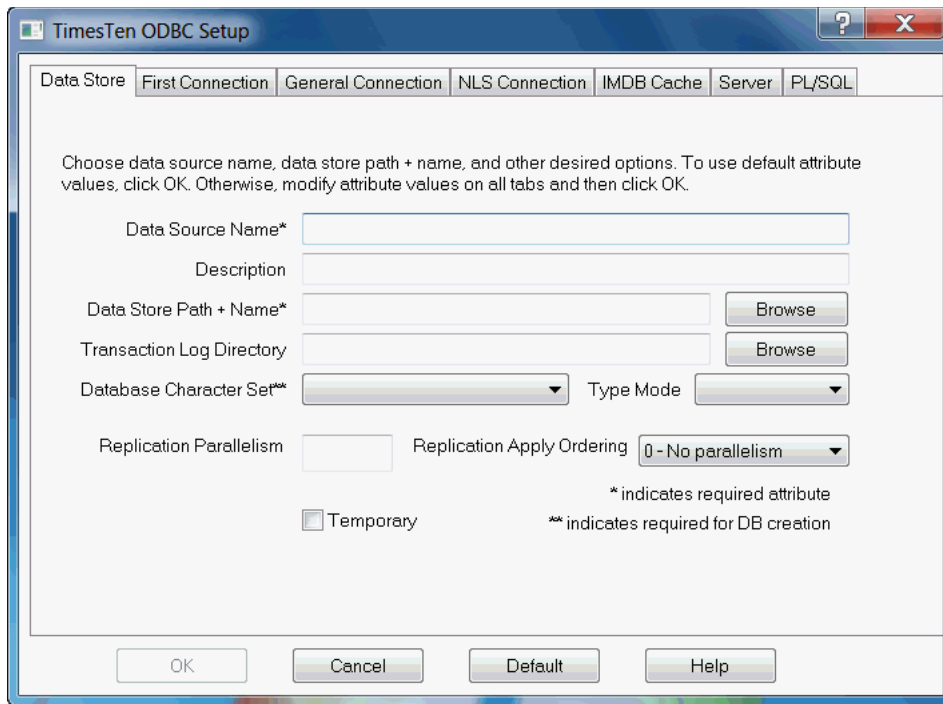 TimesTen ODBC Setup
?
X
Data Store First Connection General Connection NLS Connection IMDB Cache Server PL/SQL
Choose data source name, data store path + name, and other desired options. To use default attribute
values, click OK. Otherwise, modify attribute values on all tabs and then click OK.
Data Source Name*
Description
Data Store Path + Name* Browse
Transaction Log Directory Browse
Database Character Set** Type Mode
Replication Parallelism Replication Apply Ordering 0 - No parallelism
* indicates required attribute
Temporary ** indicates required for DB creation
OK Cancel Default Help